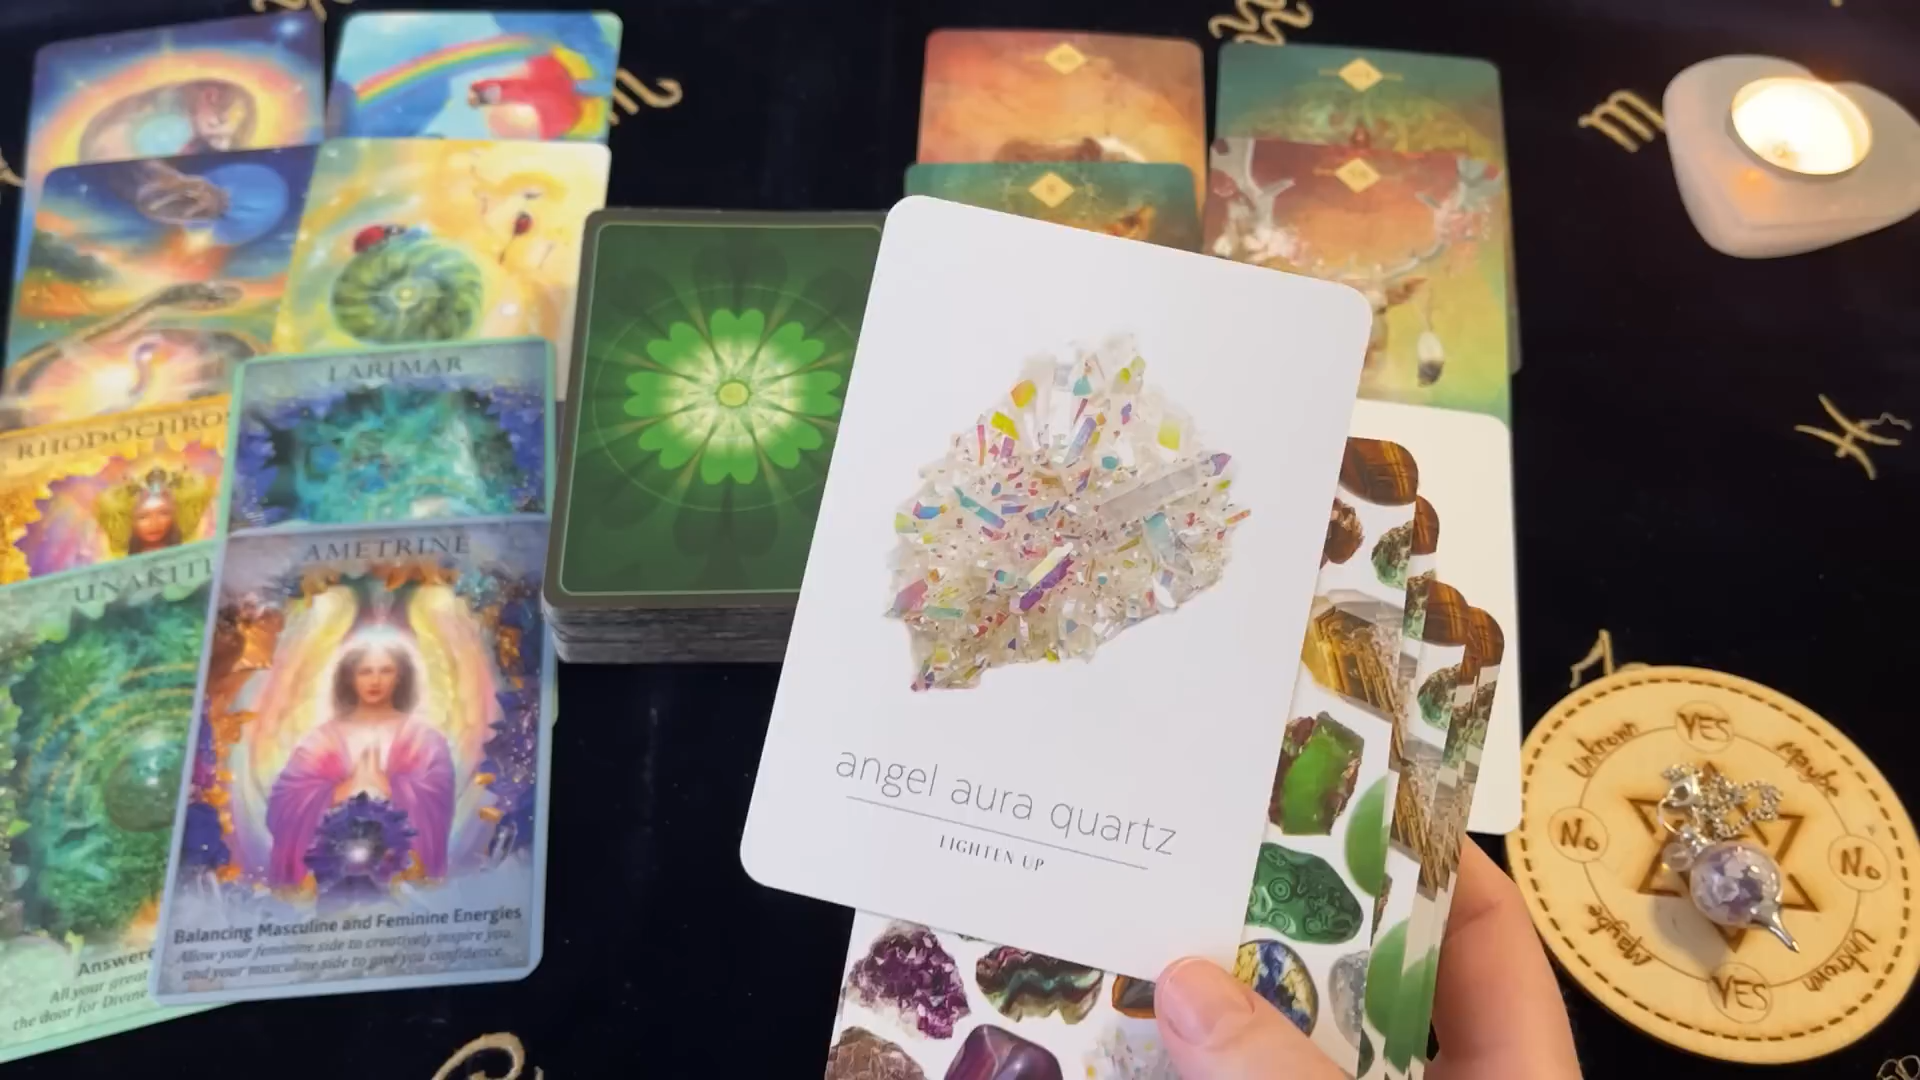 LARIMAR
RHODOCHRO
UNAKIT
AMETRINE
Balancing Masculine and Feminine Energies
Allow your feminine side to creatively inspire you,
and your masculine side to give you confidence.
Answere
All your great
the door for Divine
angel aura quartz
LIGHTEN UP
Unknown
YES
Maybe
No
No
Maybe
YES
Unknown